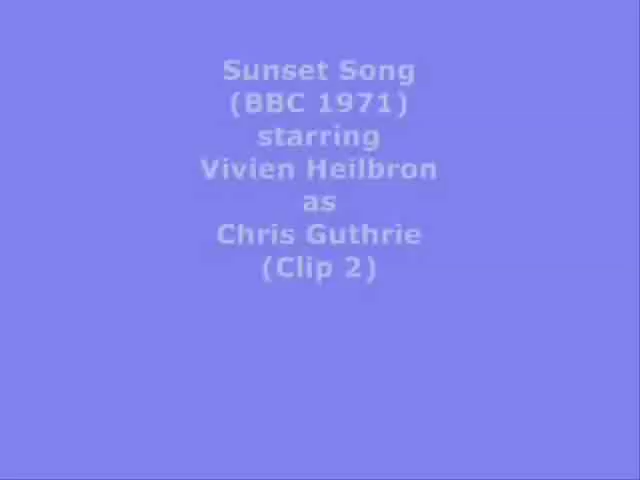 Sunset Song
(BBC 1971)
starring
Vivien Heilbron
as
Chris Guthrie
(Clip 2)